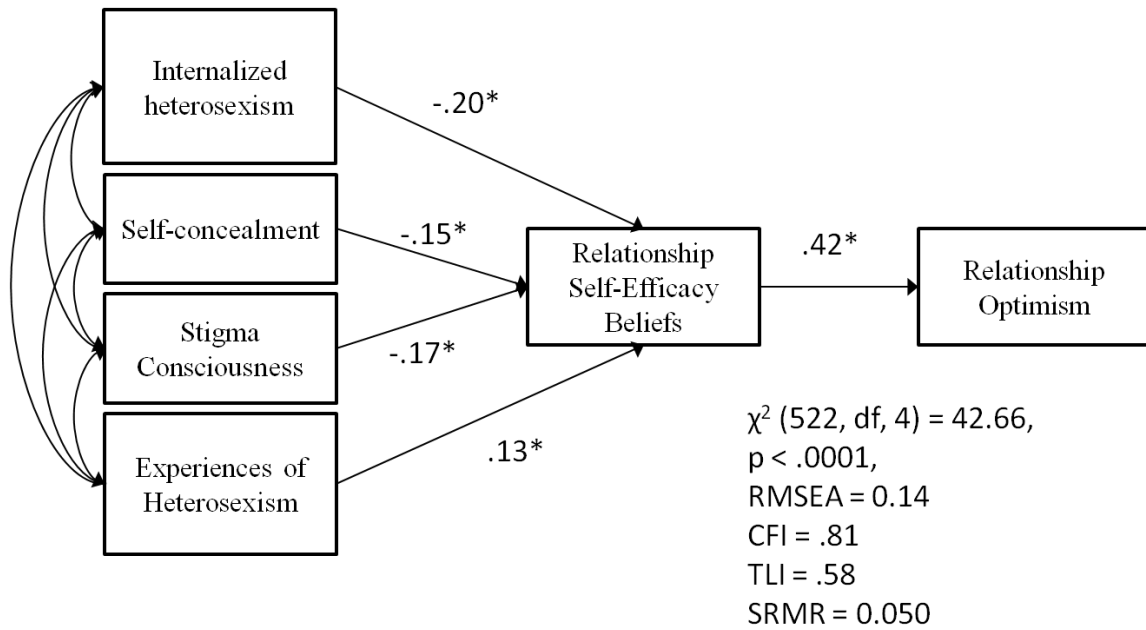 Internalized
heterosexism
-.20*
Self-concealment
-.15*
Stigma
Consciousness
-.17*
Experiences of
Heterosexism
.13*
Relationship
Self-Efficacy
Beliefs
.42*
Relationship
Optimism
χ² (522, df, 4) = 42.66,
p < .0001,
RMSEA = 0.14
CFI = .81
TLI = .58
SRMR = 0.050